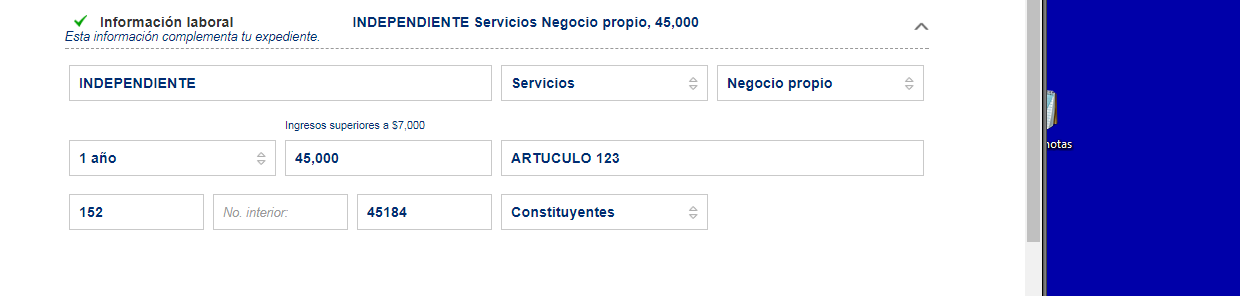 Información laboral INDEPENDIENTE Servicios Negocio propio, 45,000
Esta información complementa tu expediente.
INDEPENDIENTE Servicios Negocio propio
Ingresos superiores a $7,000
1 año 45,000 ARTUCULO 123
152 No. interior: 45184 Constituyentes
notas